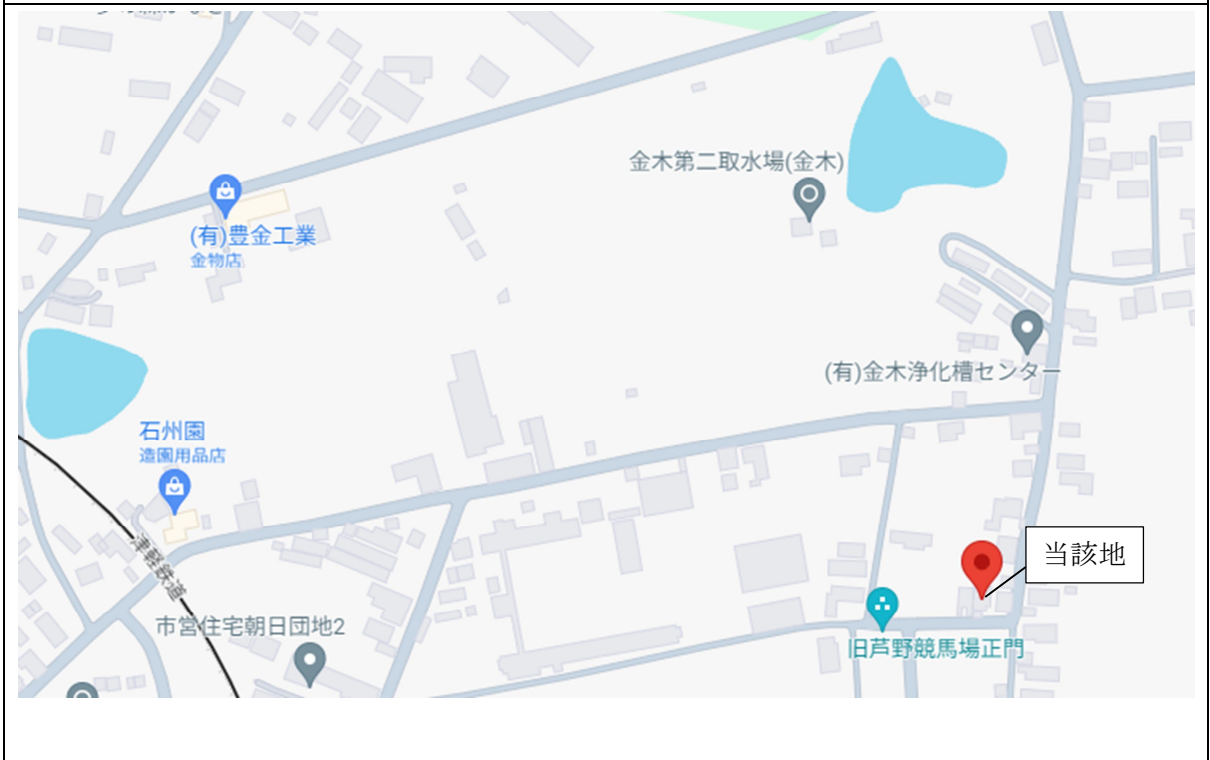 金木第二取水場(金木)
(有)豊金工業
金物店
(有)金木浄化槽センター
石州園
造園用品店
津軽鉄道
当該地
市営住宅朝日団地2
旧芦野競馬場正門